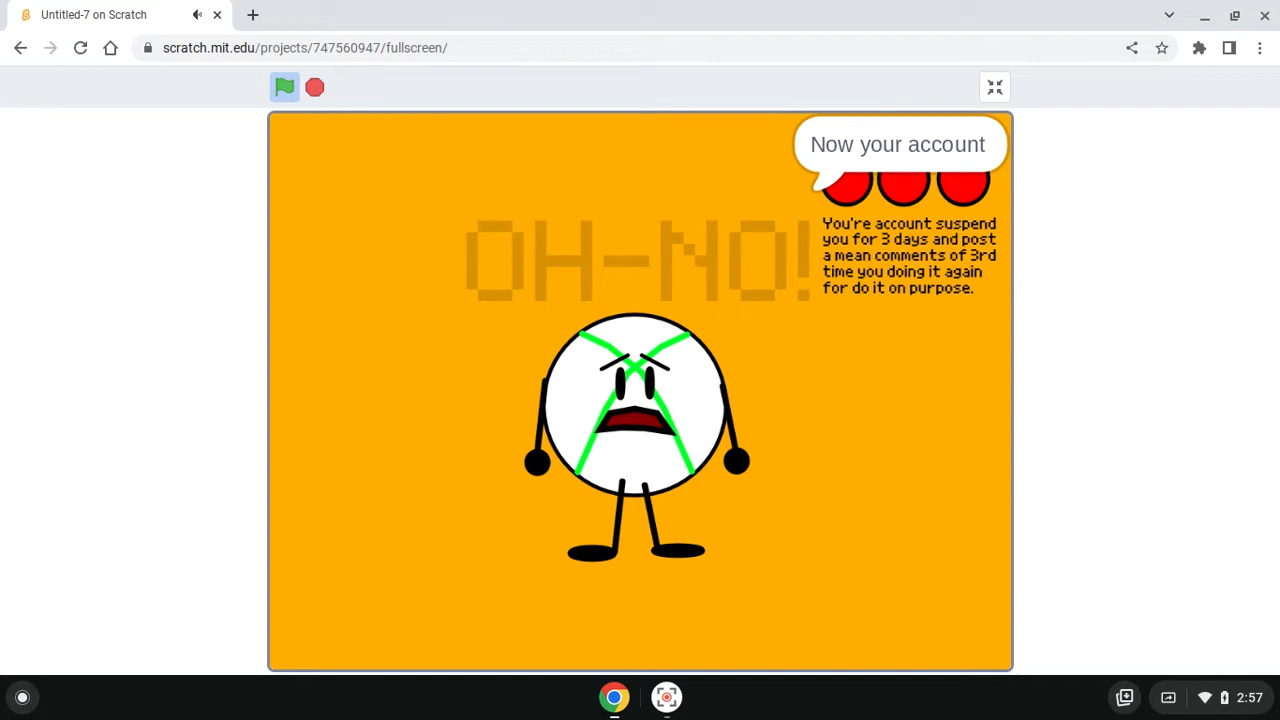 Untitled-7 on Scratch
scratch.mit.edu/projects/747560947/fullscreen/
Now your account
OH-NO!
You're account suspend
you for 3 days and post
a mean comments of 3rd
time you doing it again
for do it on purpose.
2:57